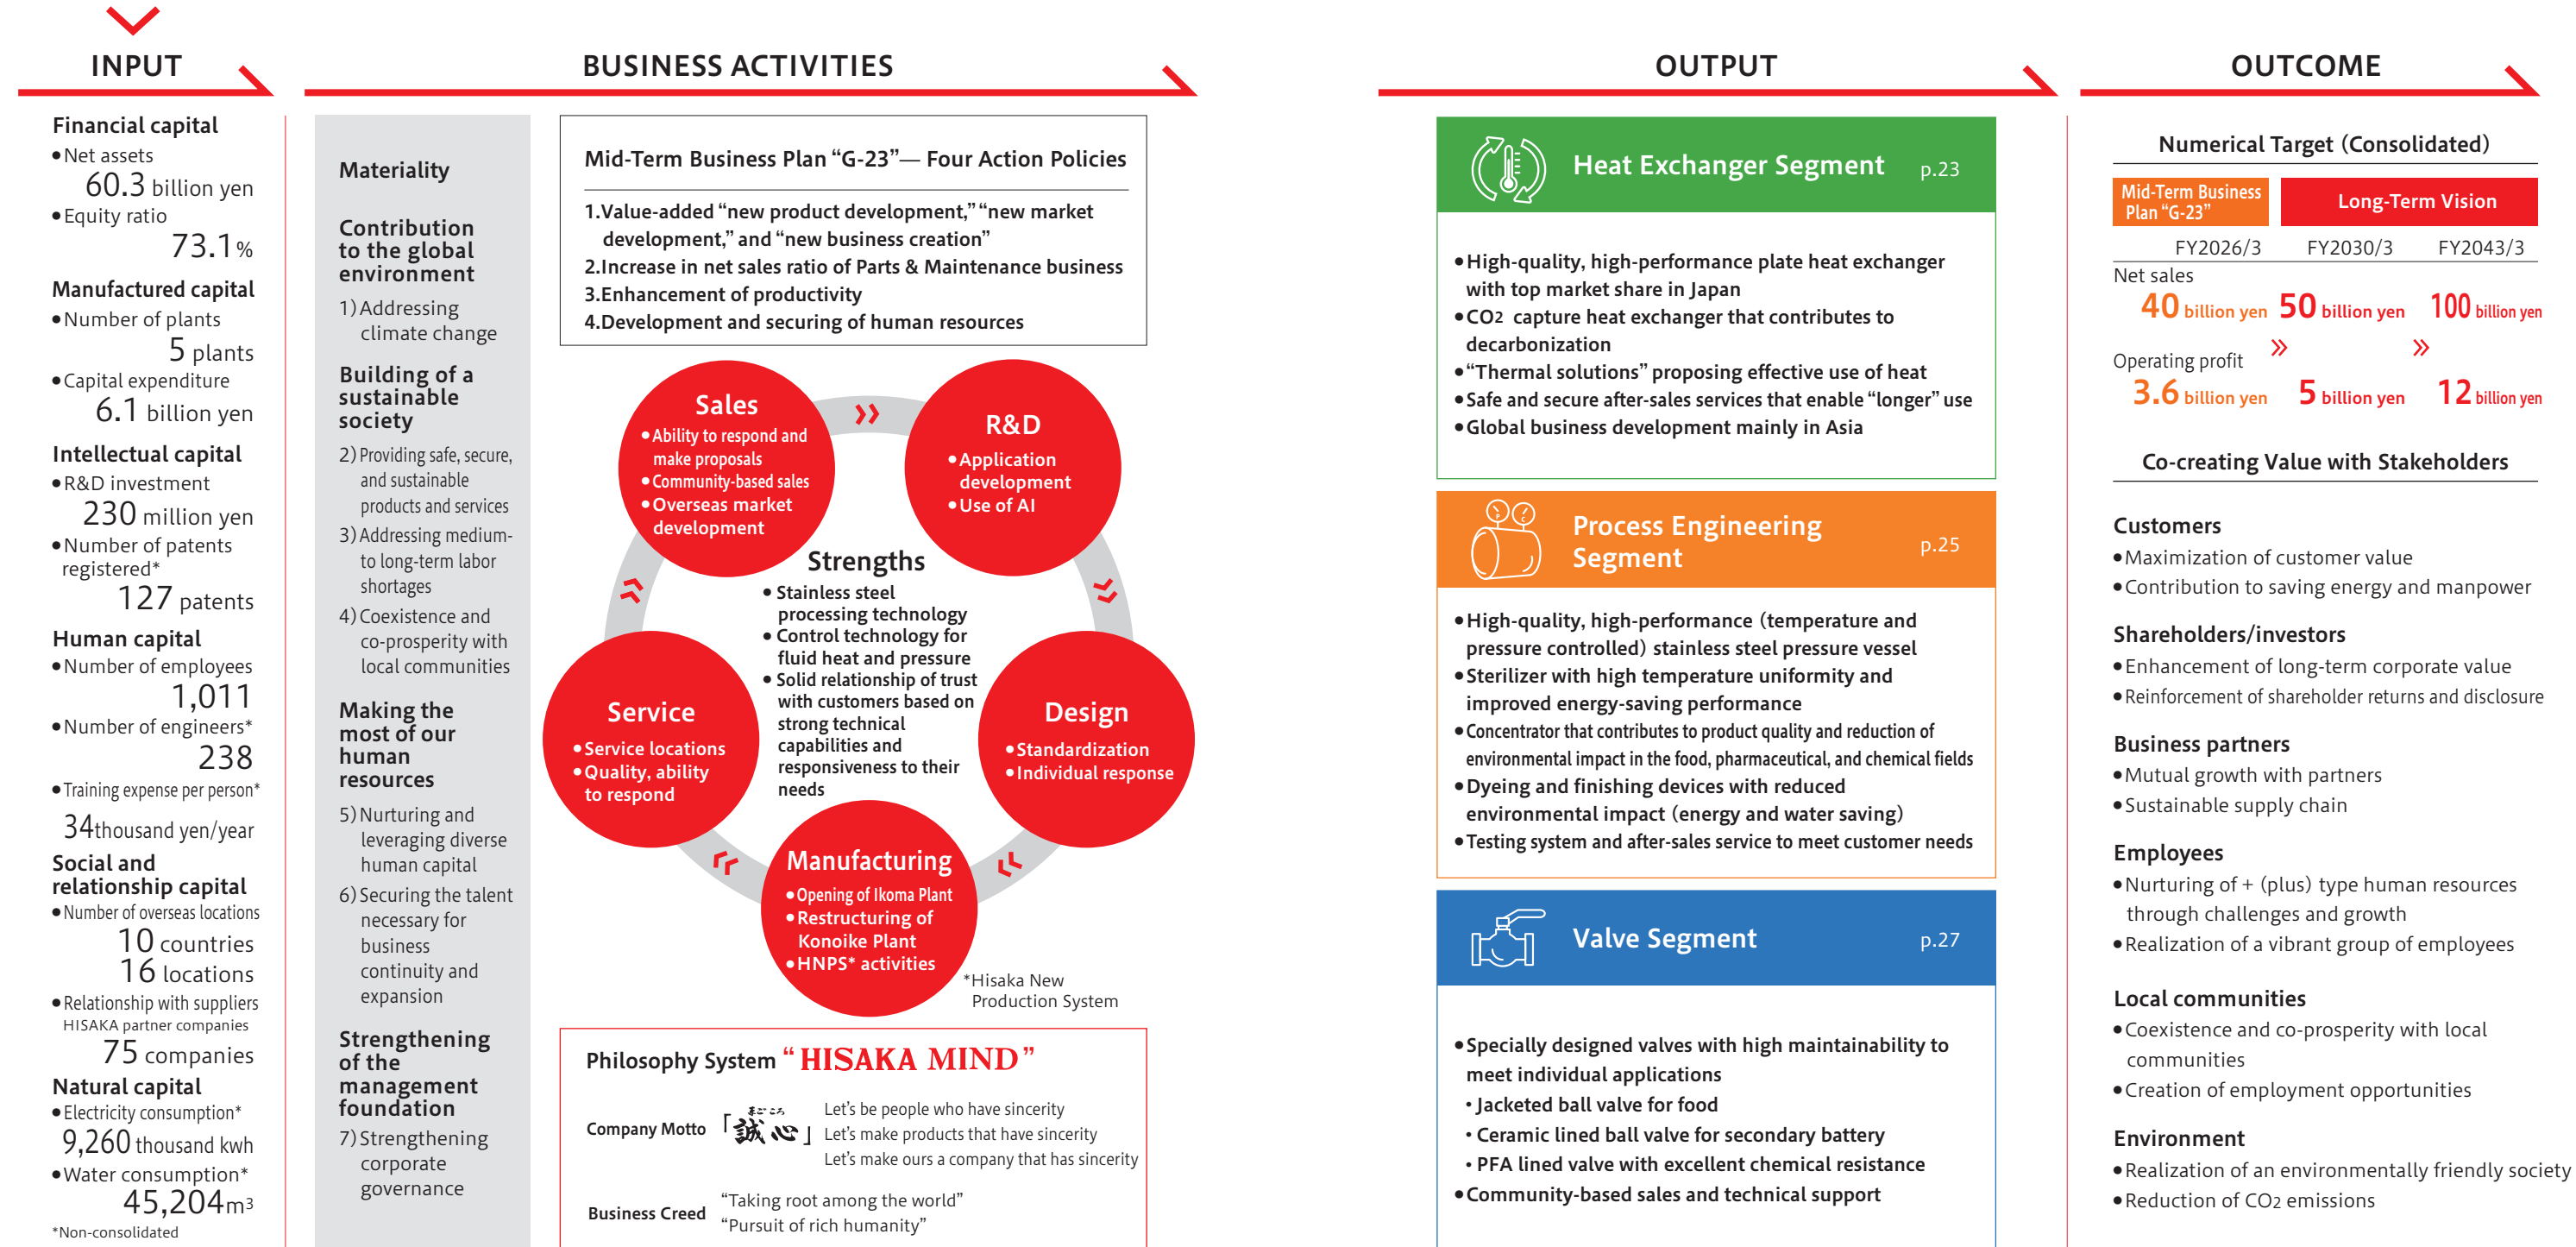 INPUT
Financial capital
•Net assets
60.3 billion yen
•Equity ratio
73.1%
Manufactured capital
•Number of plants
5 plants
•Capital expenditure
6.1 billion yen
Intellectual capital
•R&D investment
230 million yen
•Number of patents
registered*
127 patents
Human capital
•Number of employees
1,011
•Number of engineers*
238
•Training expense per person*
34thousand yen/year
Social and
relationship capital
•Number of overseas locations
10 countries
16 locations
•Relationship with suppliers
HISAKA partner companies
75 companies
Natural capital
•Electricity consumption*
9,260 thousand kwh
•Water consumption*
45,204m3
*Non-consolidated
BUSINESS ACTIVITIES
Materiality
Contribution
to the global
environment
1) Addressing
climate change
Building of a
sustainable
society
2) Providing safe, secure,
and sustainable
products and services
3) Addressing medium-
to long-term labor
shortages
4) Coexistence and
co-prosperity with
local communities
Making the
most of our
human
resources
5) Nurturing and
leveraging diverse
human capital
6) Securing the talent
necessary for
business
continuity and
expansion
Strengthening
of the
management
foundation
7) Strengthening
corporate
governance
Mid-Term Business Plan “G-23”— Four Action Policies
1.Value-added “new product development,” “new market
development,” and “new business creation”
2.Increase in net sales ratio of Parts & Maintenance business
3.Enhancement of productivity
4.Development and securing of human resources
Sales
•Ability to respond and
make proposals
•Community-based sales
•Overseas market
development
R&D
•Application
development
•Use of AI
Strengths
• Stainless steel
processing technology
• Control technology for
fluid heat and pressure
• Solid relationship of trust
with customers based on
strong technical
capabilities and
responsiveness to their
needs
Service
•Service locations
•Quality, ability
to respond
Design
•Standardization
•Individual response
Manufacturing
•Opening of Ikoma Plant
•Restructuring of
Konoike Plant
•HNPS* activities
*Hisaka New
Production System
Philosophy System “HISAKA MIND”
Company Motto
まごころ
「誠心」
Let’s be people who have sincerity
Let’s make products that have sincerity
Let’s make ours a company that has sincerity
Business Creed
“Taking root among the world”
“Pursuit of rich humanity”
OUTPUT
Heat Exchanger Segment p.23
•High-quality, high-performance plate heat exchanger
with top market share in Japan
•CO2 capture heat exchanger that contributes to
decarbonization
•“Thermal solutions” proposing effective use of heat
•Safe and secure after-sales services that enable “longer” use
•Global business development mainly in Asia
Process Engineering
Segment
p.25
•High-quality, high-performance (temperature and
pressure controlled) stainless steel pressure vessel
•Sterilizer with high temperature uniformity and
improved energy-saving performance
•Concentrator that contributes to product quality and reduction of
environmental impact in the food, pharmaceutical, and chemical fields
•Dyeing and finishing devices with reduced
environmental impact (energy and water saving)
•Testing system and after-sales service to meet customer needs
Valve Segment p.27
•Specially designed valves with high maintainability to
meet individual applications
・Jacketed ball valve for food
・Ceramic lined ball valve for secondary battery
・PFA lined valve with excellent chemical resistance
•Community-based sales and technical support
OUTCOME
Numerical Target (Consolidated)
Mid-Term Business
Plan “G-23”
Long-Term Vision
FY2026/3 FY2030/3 FY2043/3
Net sales
40 billion yen 50 billion yen 100 billion yen
Operating profit
3.6 billion yen 5 billion yen 12 billion yen
Co-creating Value with Stakeholders
Customers
•Maximization of customer value
•Contribution to saving energy and manpower
Shareholders/investors
•Enhancement of long-term corporate value
•Reinforcement of shareholder returns and disclosure
Business partners
•Mutual growth with partners
•Sustainable supply chain
Employees
•Nurturing of + (plus) type human resources
through challenges and growth
•Realization of a vibrant group of employees
Local communities
•Coexistence and co-prosperity with local
communities
•Creation of employment opportunities
Environment
•Realization of an environmentally friendly society
•Reduction of CO2 emissions